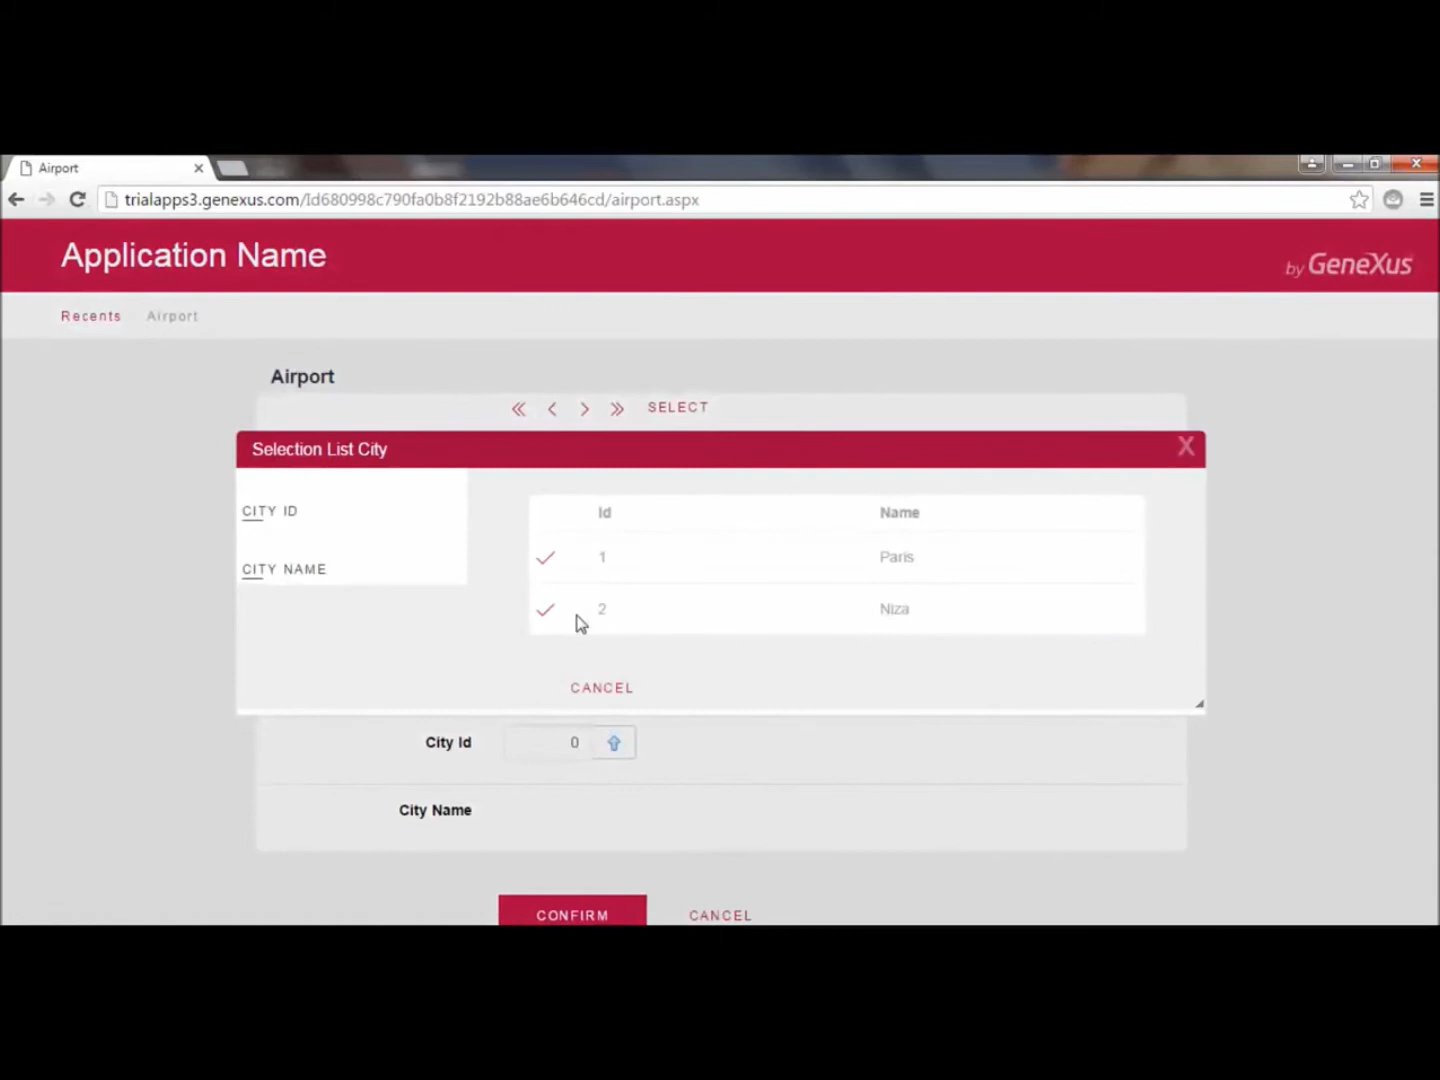 Airport
trialapps3.genexus.com/Id680998c790fa0b8f2192b88ae6b646cd/airport.aspx
Application Name
by GeneXus
Recents Airport
Airport
SELECT
Selection List City X
CITY ID
CITY NAME
Id Name
1 Paris
2 Niza
CANCEL
City Id 0
City Name
CONFIRM CANCEL